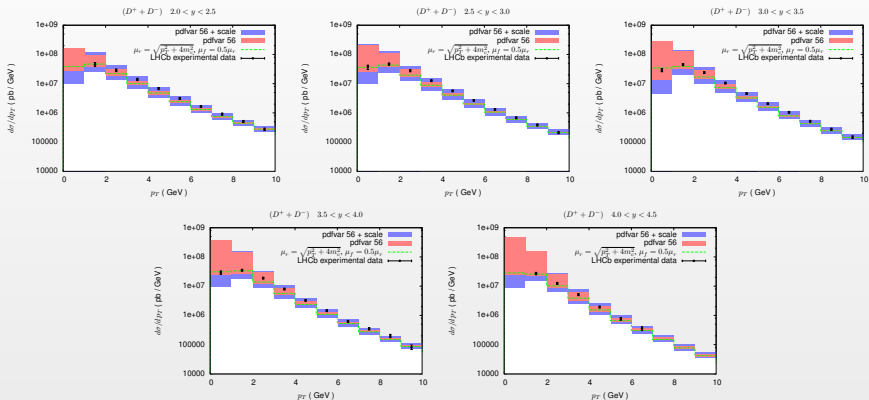 (D⁺ + D⁻) 2.0 < y < 2.5
dσ/dp_T ( pb / GeV )
1e+09
1e+08
1e+07
1e+06
100000
10000
pdfvar 56 + scale
pdfvar 56
μ_r = √(p_T² + 4m_c²), μ_f = 0.5μ_r
LHCb experimental data
0 2 4 6 8 10
p_T ( GeV )
(D⁺ + D⁻) 2.5 < y < 3.0
dσ/dp_T ( pb / GeV )
1e+09
1e+08
1e+07
1e+06
100000
10000
pdfvar 56 + scale
pdfvar 56
μ_r = √(p_T² + 4m_c²), μ_f = 0.5μ_r
LHCb experimental data
0 2 4 6 8 10
p_T ( GeV )
(D⁺ + D⁻) 3.0 < y < 3.5
dσ/dp_T ( pb / GeV )
1e+09
1e+08
1e+07
1e+06
100000
10000
pdfvar 56 + scale
pdfvar 56
μ_r = √(p_T² + 4m_c²), μ_f = 0.5μ_r
LHCb experimental data
0 2 4 6 8 10
p_T ( GeV )
(D⁺ + D⁻) 3.5 < y < 4.0
dσ/dp_T ( pb / GeV )
1e+09
1e+08
1e+07
1e+06
100000
10000
pdfvar 56 + scale
pdfvar 56
μ_r = √(p_T² + 4m_c²), μ_f = 0.5μ_r
LHCb experimental data
0 2 4 6 8 10
p_T ( GeV )
(D⁺ + D⁻) 4.0 < y < 4.5
dσ/dp_T ( pb / GeV )
1e+09
1e+08
1e+07
1e+06
100000
10000
pdfvar 56 + scale
pdfvar 56
μ_r = √(p_T² + 4m_c²), μ_f = 0.5μ_r
LHCb experimental data
0 2 4 6 8 10
p_T ( GeV )